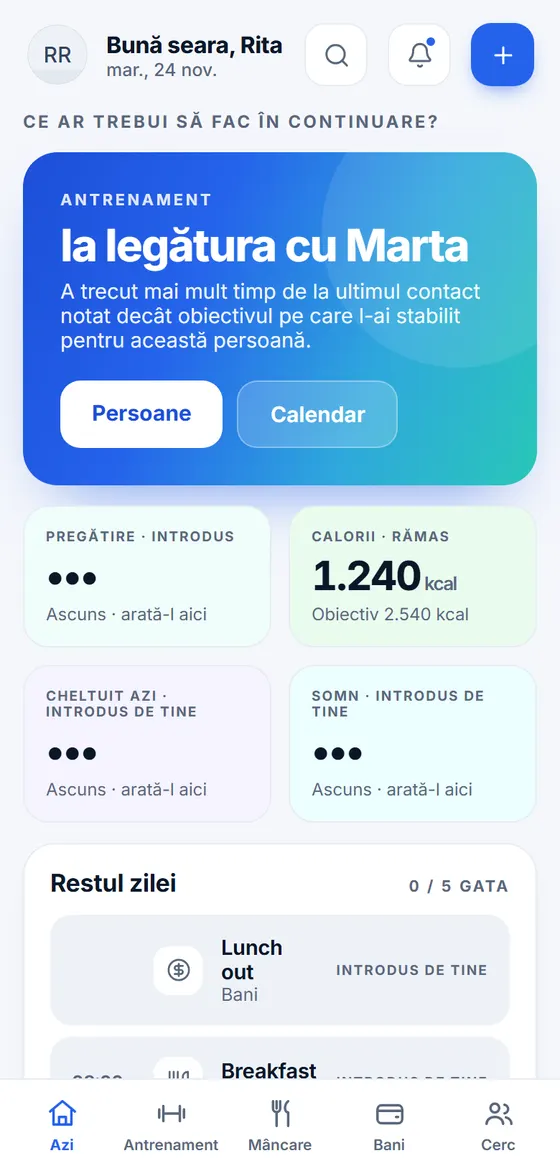 RR
Bună seara, Rita
mar., 24 nov.
CE AR TREBUI SĂ FAC ÎN CONTINUARE?
ANTRENAMENT
Ia legătura cu Marta
A trecut mai mult timp de la ultimul contact
notat decât obiectivul pe care l-ai stabilit
pentru această persoană.
Persoane
Calendar
PREGĂTIRE · INTRODUS
●●●
Ascuns · arată-l aici
CALORII · RĂMAS
1.240 kcal
Obiectiv 2.540 kcal
CHELTUIT AZI ·
INTRODUS DE TINE
●●●
Ascuns · arată-l aici
SOMN · INTRODUS DE
TINE
●●●
Ascuns · arată-l aici
Restul zilei
0 / 5 GATA
Lunch
out
Bani
INTRODUS DE TINE
Breakfast
Azi
Antrenament
Mâncare
Bani
Cerc